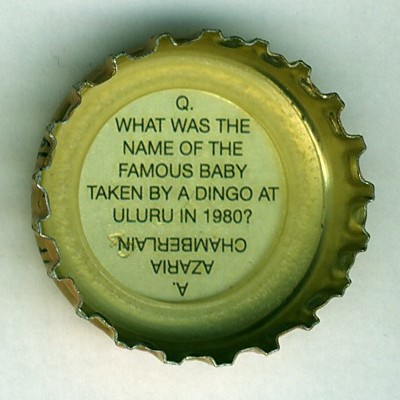 Q.
WHAT WAS THE
NAME OF THE
FAMOUS BABY
TAKEN BY A DINGO AT
ULURU IN 1980?
A.
AZARIA
CHAMBERLAIN